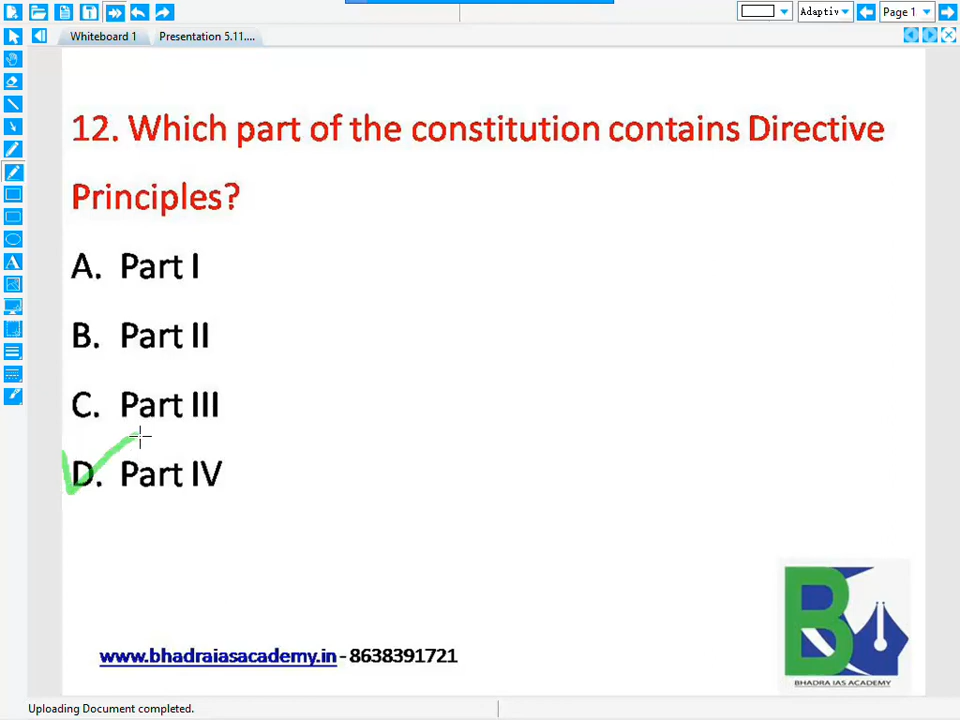 Adaptiv
Page 1
Whiteboard 1
Presentation 5.11....
12. Which part of the constitution contains Directive
Principles?
A. Part I
B. Part II
C. Part III
D. Part IV
www.bhadraiasacademy.in - 8638391721
B
BHADRA IAS ACADEMY
Uploading Document completed.